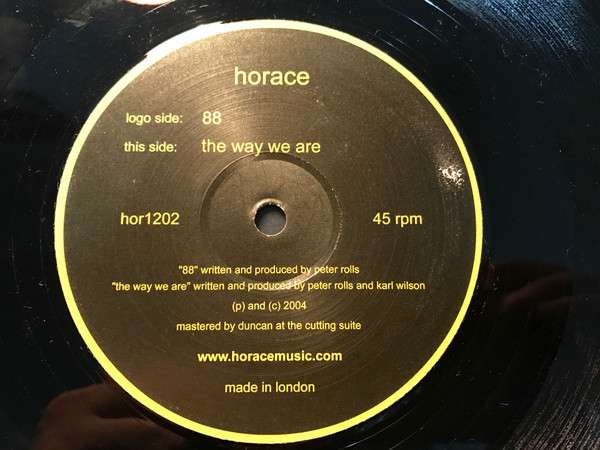 horace
logo side: 88
this side: the way we are
hor1202 45 rpm
"88" written and produced by peter rolls
"the way we are" written and produced by peter rolls and karl wilson
(p) and (c) 2004
mastered by duncan at the cutting suite
www.horacemusic.com
made in london